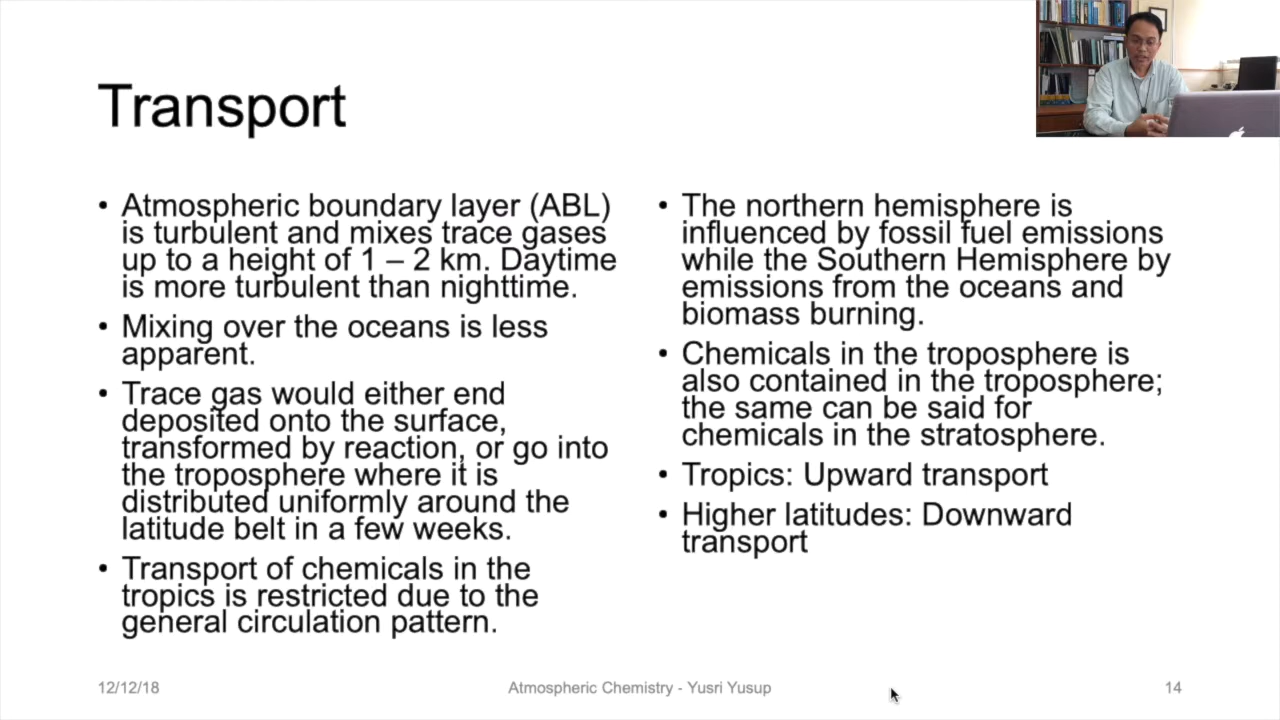 Transport
• Atmospheric boundary layer (ABL)
is turbulent and mixes trace gases
up to a height of 1 – 2 km. Daytime
is more turbulent than nighttime.
• Mixing over the oceans is less
apparent.
• Trace gas would either end
deposited onto the surface,
transformed by reaction, or go into
the troposphere where it is
distributed uniformly around the
latitude belt in a few weeks.
• Transport of chemicals in the
tropics is restricted due to the
general circulation pattern.
• The northern hemisphere is
influenced by fossil fuel emissions
while the Southern Hemisphere by
emissions from the oceans and
biomass burning.
• Chemicals in the troposphere is
also contained in the troposphere;
the same can be said for
chemicals in the stratosphere.
• Tropics: Upward transport
• Higher latitudes: Downward
transport
12/12/18
Atmospheric Chemistry - Yusri Yusup
14